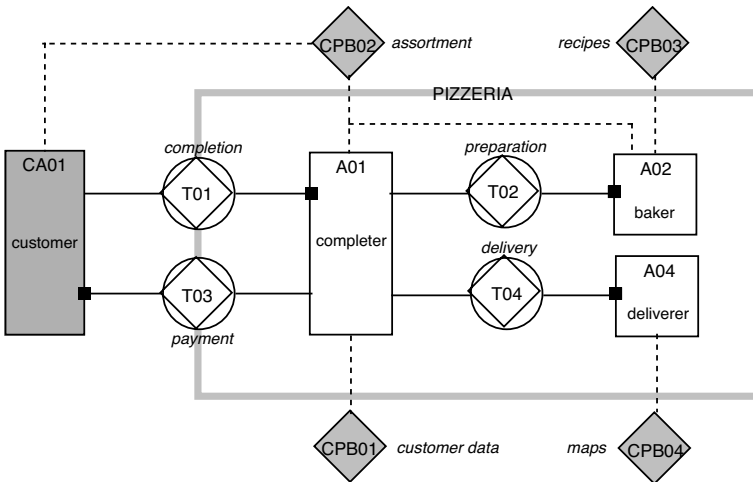 CPB02 assortment
recipes CPB03
PIZZERIA
completion
preparation
CA01
A01
A02
T01
T02
baker
customer
completer
delivery
A04
T03
T04
deliverer
payment
CPB01 customer data
maps CPB04